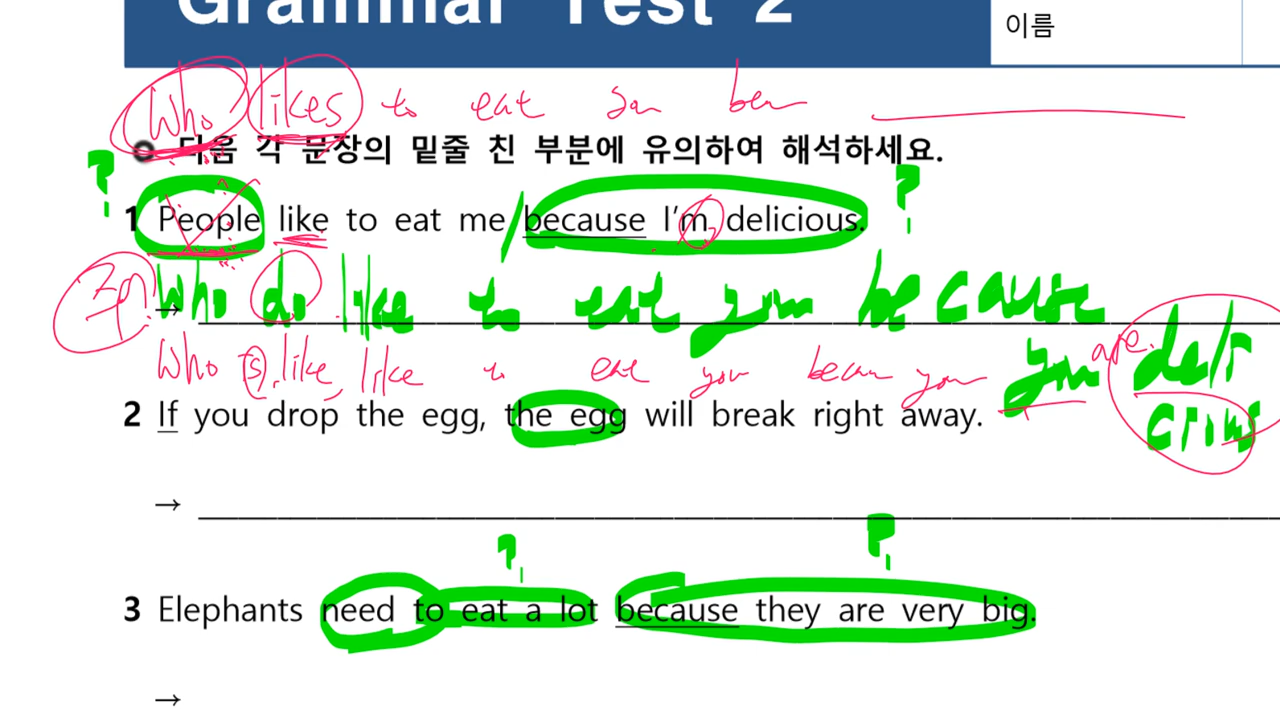 Grammar Test 2
이름
Who likes to eat
다음 각 문장의 밑줄 친 부분에 유의하여 해석하세요.
? ?
1 People like to eat me because I'm delicious.
→ Who do like to eat you because
Who (s), like, like to eat you becau you you are. deli
cious
2 If you drop the egg, the egg will break right away.
→
? ?
3 Elephants need to eat a lot because they are very big.
→